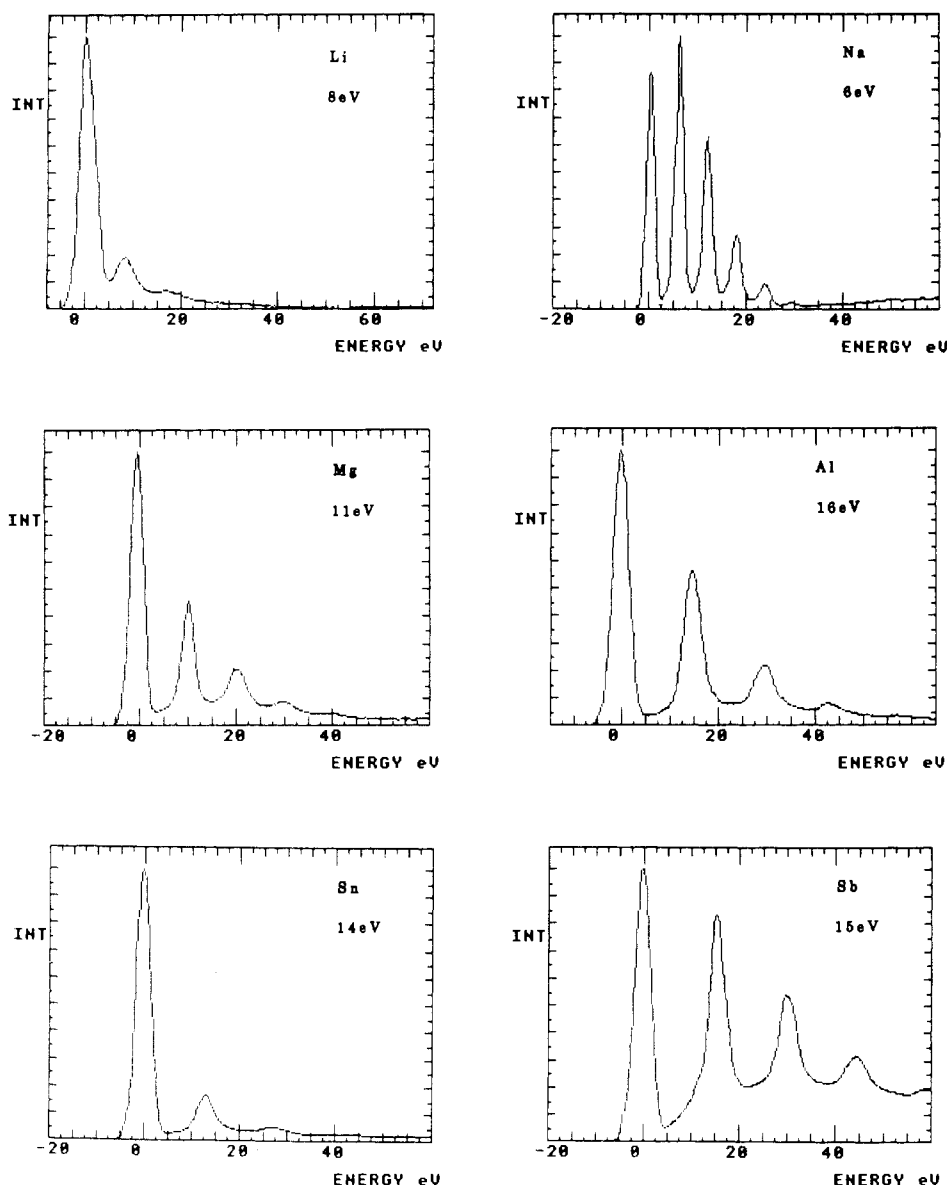 Li
8eV
INT
0 20 40 60
ENERGY eV
Na
6eV
INT
-20 0 20
ENERGY eV
Mg
11eV
INT
-20 0 20 40
ENERGY eV
Al
16eV
INT
0 20 40
ENERGY eV
Sn
14eV
INT
-20 0 20 40
ENERGY eV
Sb
15eV
INT
-20 0 20 40
ENERGY eV